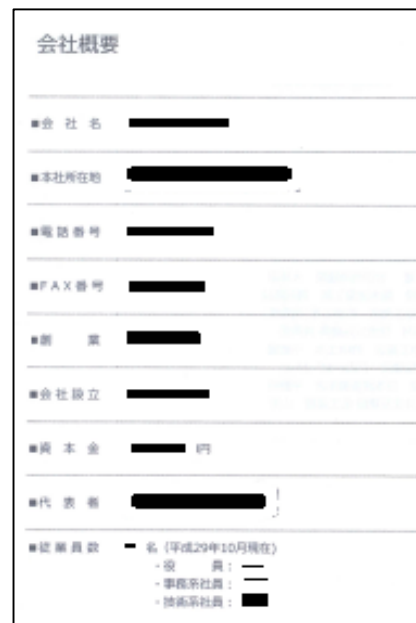 会社概要
■会社名
■本社所在地
■電話番号
■FAX番号
■創業
■会社設立
■資本金 円
■代表者
■従業員数 名(平成29年10月現在)
・役員:
・事務系社員:
・技術系社員: